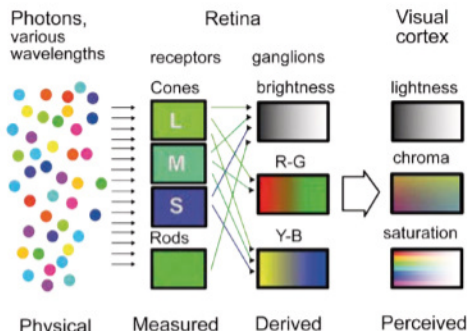 Photons,
various
wavelengths
Retina
Visual
cortex
receptors
ganglions
Cones
brightness
lightness
L
M
R-G
chroma
S
Rods
Y-B
saturation
Physical
Measured
Derived
Perceived